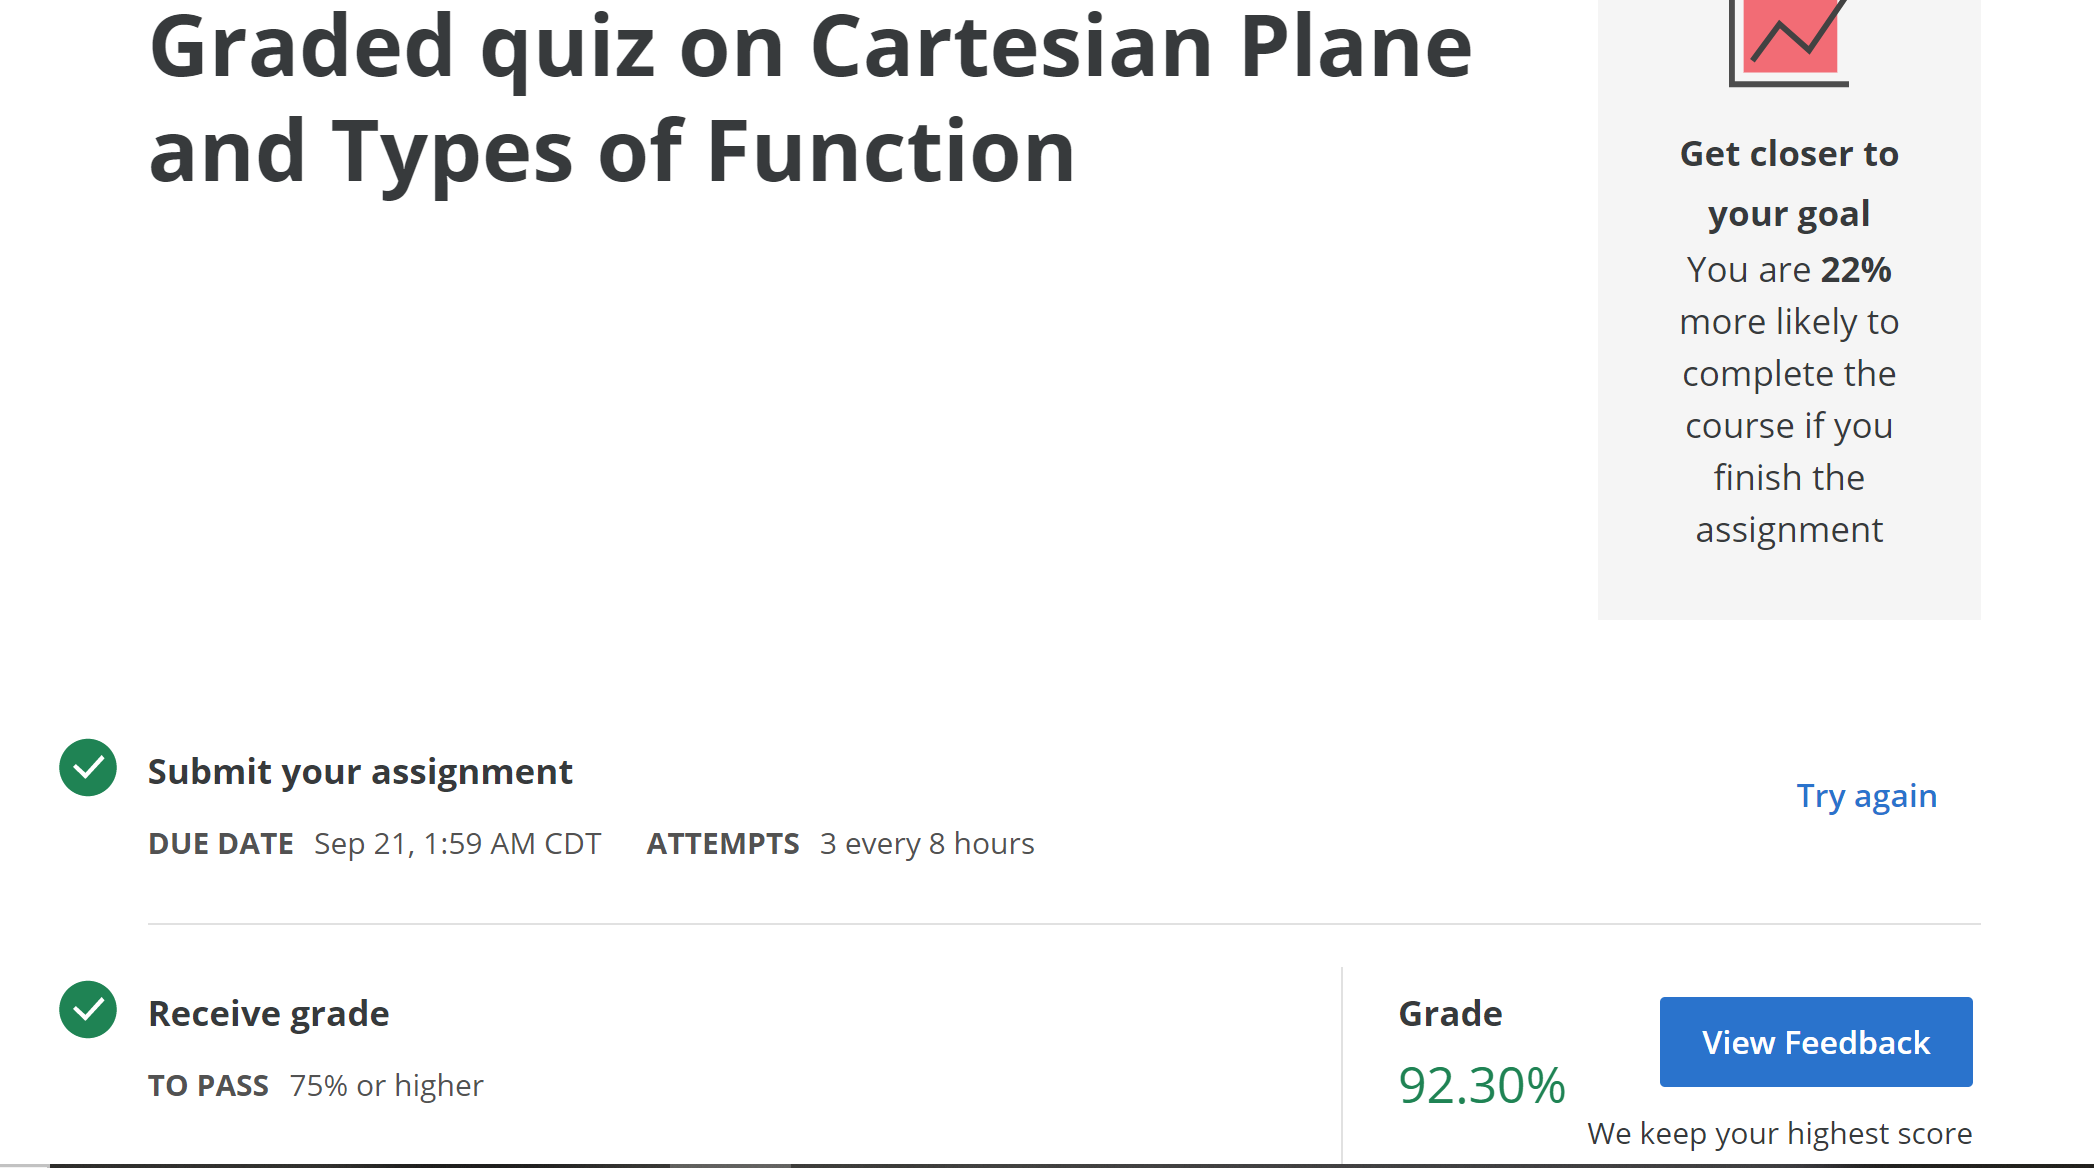 Graded quiz on Cartesian Plane
and Types of Function
Get closer to
your goal
You are 22%
more likely to
complete the
course if you
finish the
assignment
Submit your assignment
Try again
DUE DATE Sep 21, 1:59 AM CDT ATTEMPTS 3 every 8 hours
Receive grade
TO PASS 75% or higher
Grade
92.30%
View Feedback
We keep your highest score